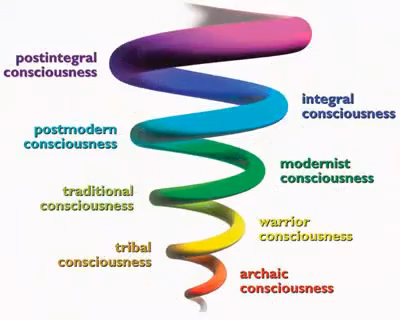 postintegral
consciousness
integral
consciousness
postmodern
consciousness
modernist
consciousness
traditional
consciousness
warrior
consciousness
tribal
consciousness
archaic
consciousness